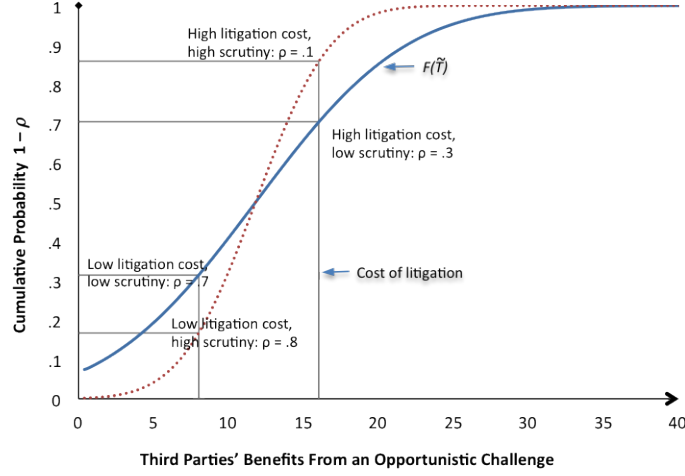 1
.9
.8
.7
.6
.5
.4
.3
.2
.1
0
Cumulative Probability 1 – ρ
High litigation cost,
high scrutiny: ρ = .1
F(T̃)
High litigation cost,
low scrutiny: ρ = .3
Low litigation cost,
low scrutiny: ρ = .7
Cost of litigation
Low litigation cost,
high scrutiny: ρ = .8
0 5 10 15 20 25 30 35 40
Third Parties' Benefits From an Opportunistic Challenge